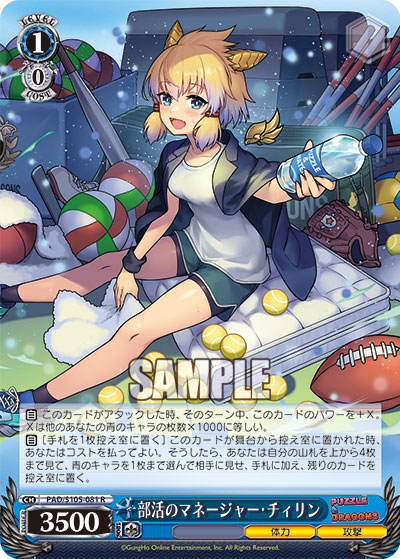 LEVEL
1
0
COST
PUZZLE & BITES
SAMPLE
自 このカードがアタックした時、そのターン中、このカードのパワーを＋X。
Xは他のあなたの青のキャラの枚数×1000に等しい。
自 ［手札を1枚控え室に置く］ このカードが舞台から控え室に置かれた時、
あなたはコストを払ってよい。そうしたら、あなたは自分の山札を上から4枚
まで見て、青のキャラを1枚まで選んで相手に見せ、手札に加え、残りのカード
を控え室に置く。
CH PAD/S105-081 R
部活のマネージャー・チィリン
PUZZLE & DRAGONS
3500
体力
攻撃
©GungHo Online Entertainment, Inc. All Rights Reserved.